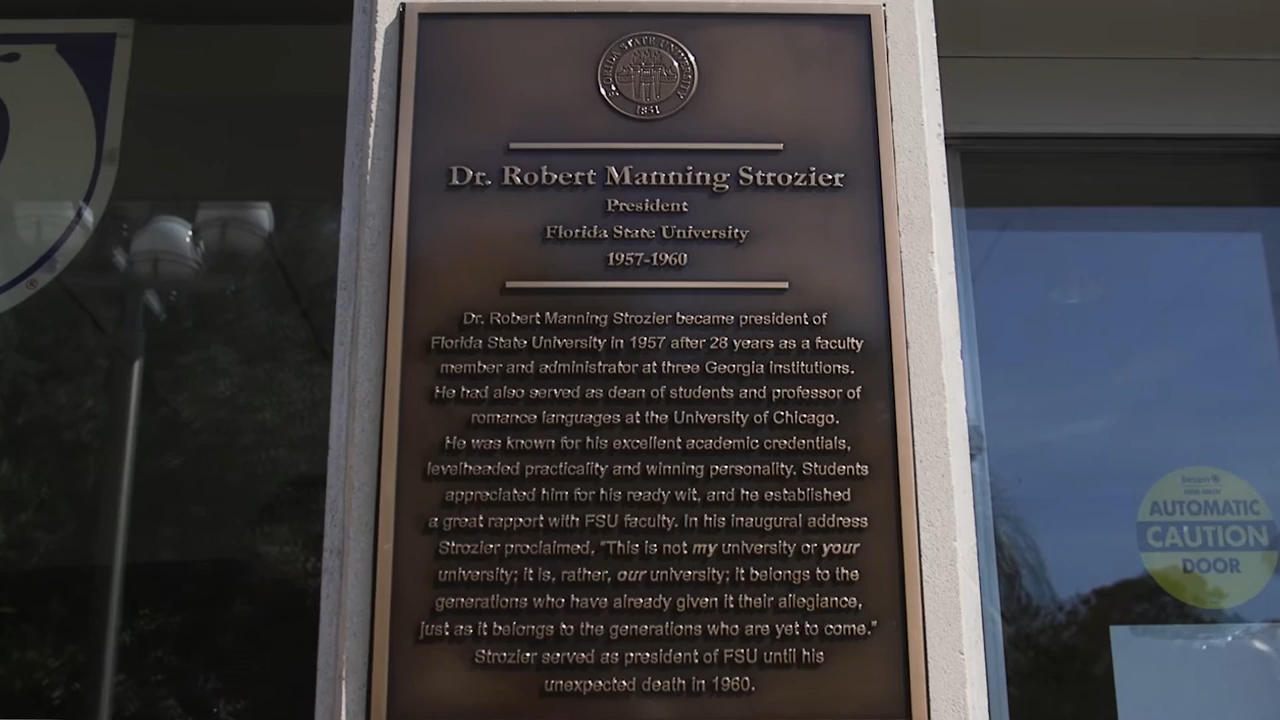 FLORIDA STATE UNIVERSITY
1851
Dr. Robert Manning Strozier
President
Florida State University
1957-1960
Dr. Robert Manning Strozier became president of
Florida State University in 1957 after 28 years as a faculty
member and administrator at three Georgia institutions.
He had also served as dean of students and professor of
romance languages at the University of Chicago.
He was known for his excellent academic credentials,
levelheaded practicality and winning personality. Students
appreciated him for his ready wit, and he established
a great rapport with FSU faculty. In his inaugural address
Strozier proclaimed, "This is not my university or your
university; it is, rather, our university; it belongs to the
generations who have already given it their allegiance,
just as it belongs to the generations who are yet to come."
Strozier served as president of FSU until his
unexpected death in 1960.
®
AUTOMATIC
CAUTION
DOOR